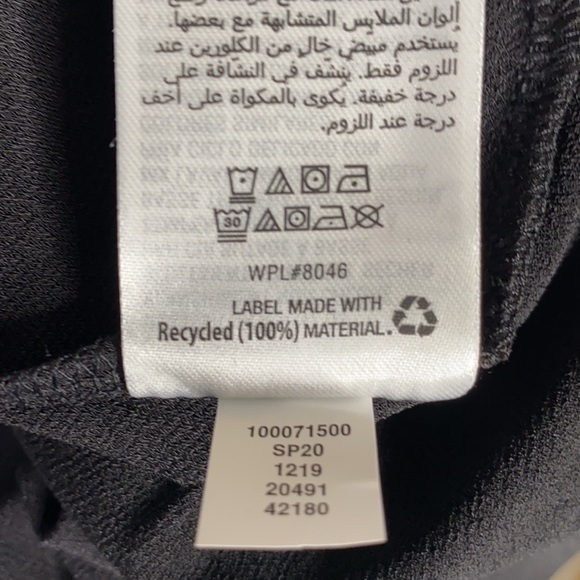 ألوان الملابس المتشابهة مع بعضها.
يستخدم مبيض خالٍ من الكلورين عند
اللزوم فقط. يُنشف في النشافة على
درجة خفيفة. يكوى بالمكواة على أخف
درجة عند اللزوم.
30
WPL#8046
LABEL MADE WITH
Recycled (100%) MATERIAL.
100071500
SP20
1219
20491
42180